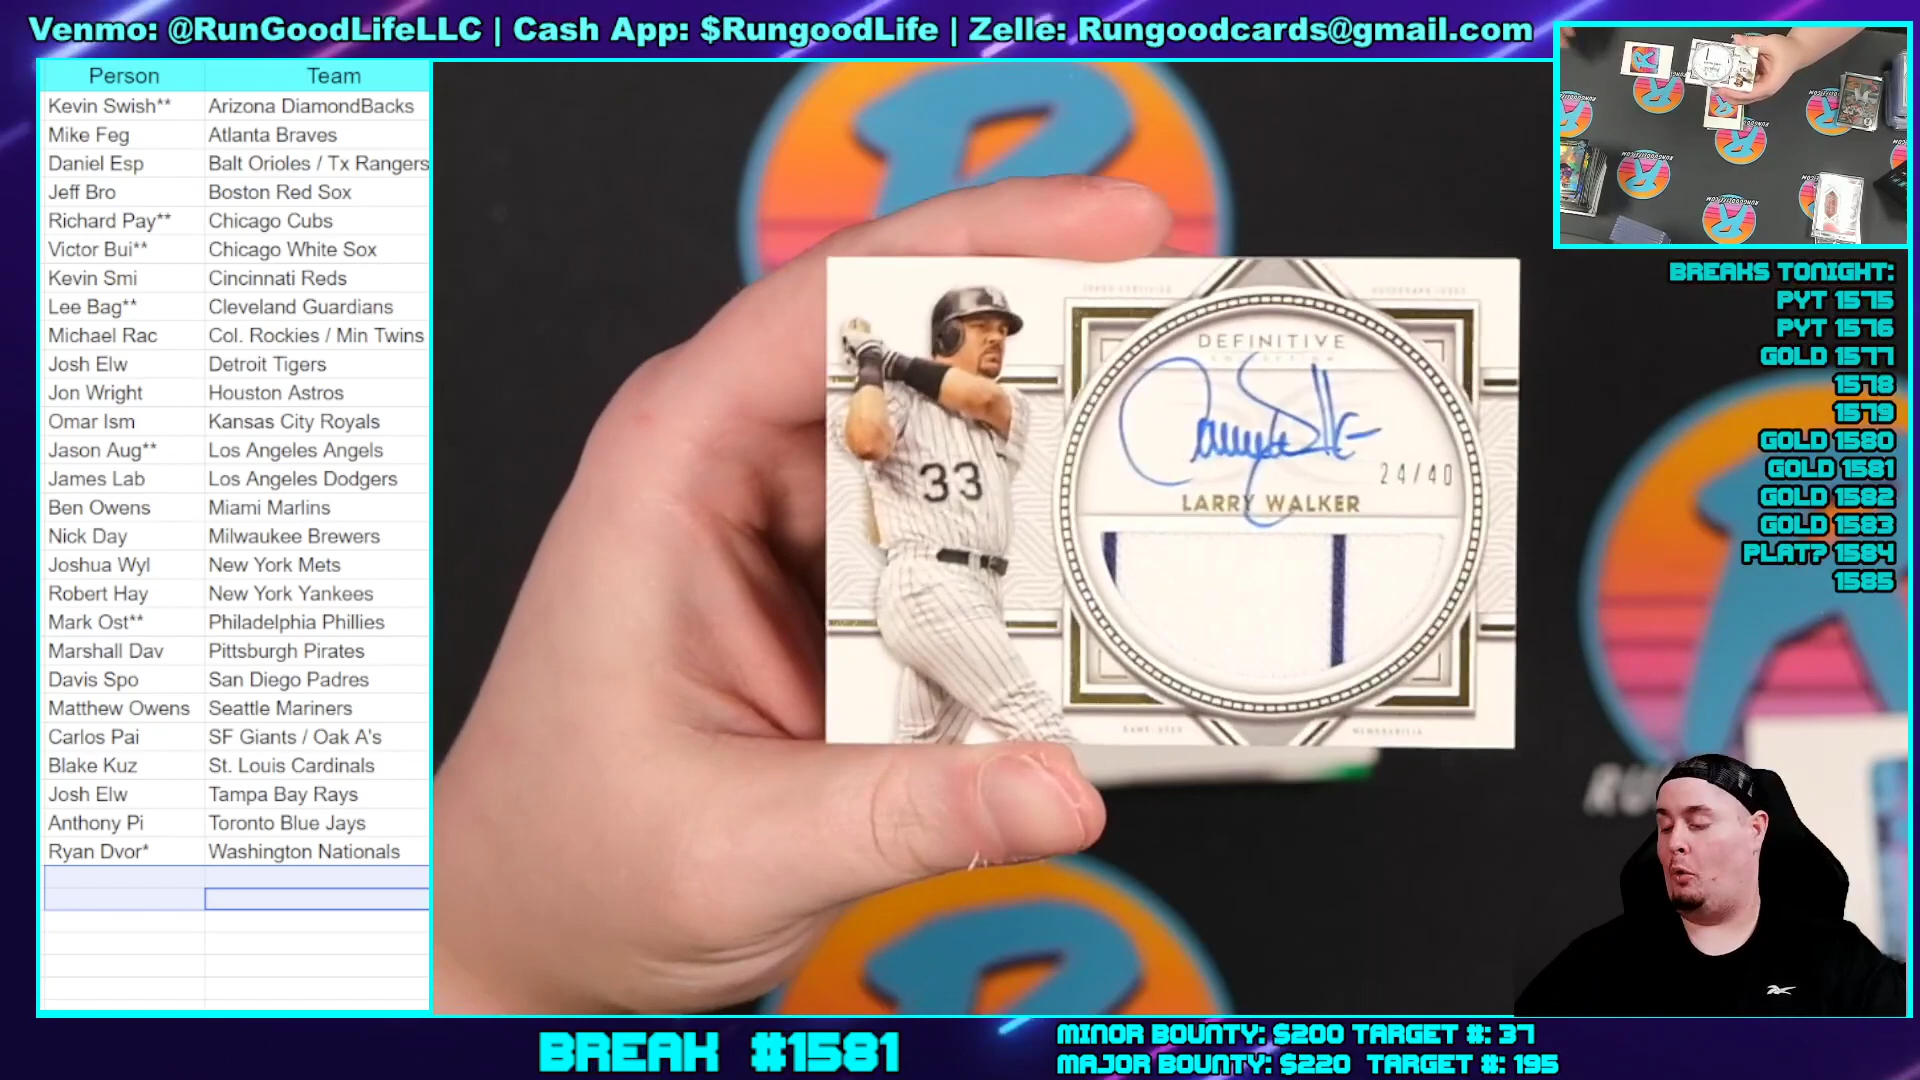 Venmo: @RunGoodLifeLLC | Cash App: $RungoodLife | Zelle: Rungoodcards@gmail.com
Person Team
Kevin Swish** Arizona DiamondBacks
Mike Feg Atlanta Braves
Daniel Esp Balt Orioles / Tx Rangers
Jeff Bro Boston Red Sox
Richard Pay** Chicago Cubs
Victor Bui** Chicago White Sox
Kevin Smi Cincinnati Reds
Lee Bag** Cleveland Guardians
Michael Rac Col. Rockies / Min Twins
Josh Elw Detroit Tigers
Jon Wright Houston Astros
Omar Ism Kansas City Royals
Jason Aug** Los Angeles Angels
James Lab Los Angeles Dodgers
Ben Owens Miami Marlins
Nick Day Milwaukee Brewers
Joshua Wyl New York Mets
Robert Hay New York Yankees
Mark Ost** Philadelphia Phillies
Marshall Dav Pittsburgh Pirates
Davis Spo San Diego Padres
Matthew Owens Seattle Mariners
Carlos Pai SF Giants / Oak A's
Blake Kuz St. Louis Cardinals
Josh Elw Tampa Bay Rays
Anthony Pi Toronto Blue Jays
Ryan Dvor* Washington Nationals
DEFINITIVE
COLLECTION
24/40
LARRY WALKER
33
GAME-USED MEMORABILIA
BREAKS TONIGHT:
PYT 1575
PYT 1576
GOLD 1577
1578
1579
GOLD 1580
GOLD 1581
GOLD 1582
GOLD 1583
PLAT? 1584
1585
BREAK #1581
MINOR BOUNTY: $200 TARGET #: 37
MAJOR BOUNTY: $220 TARGET #: 195